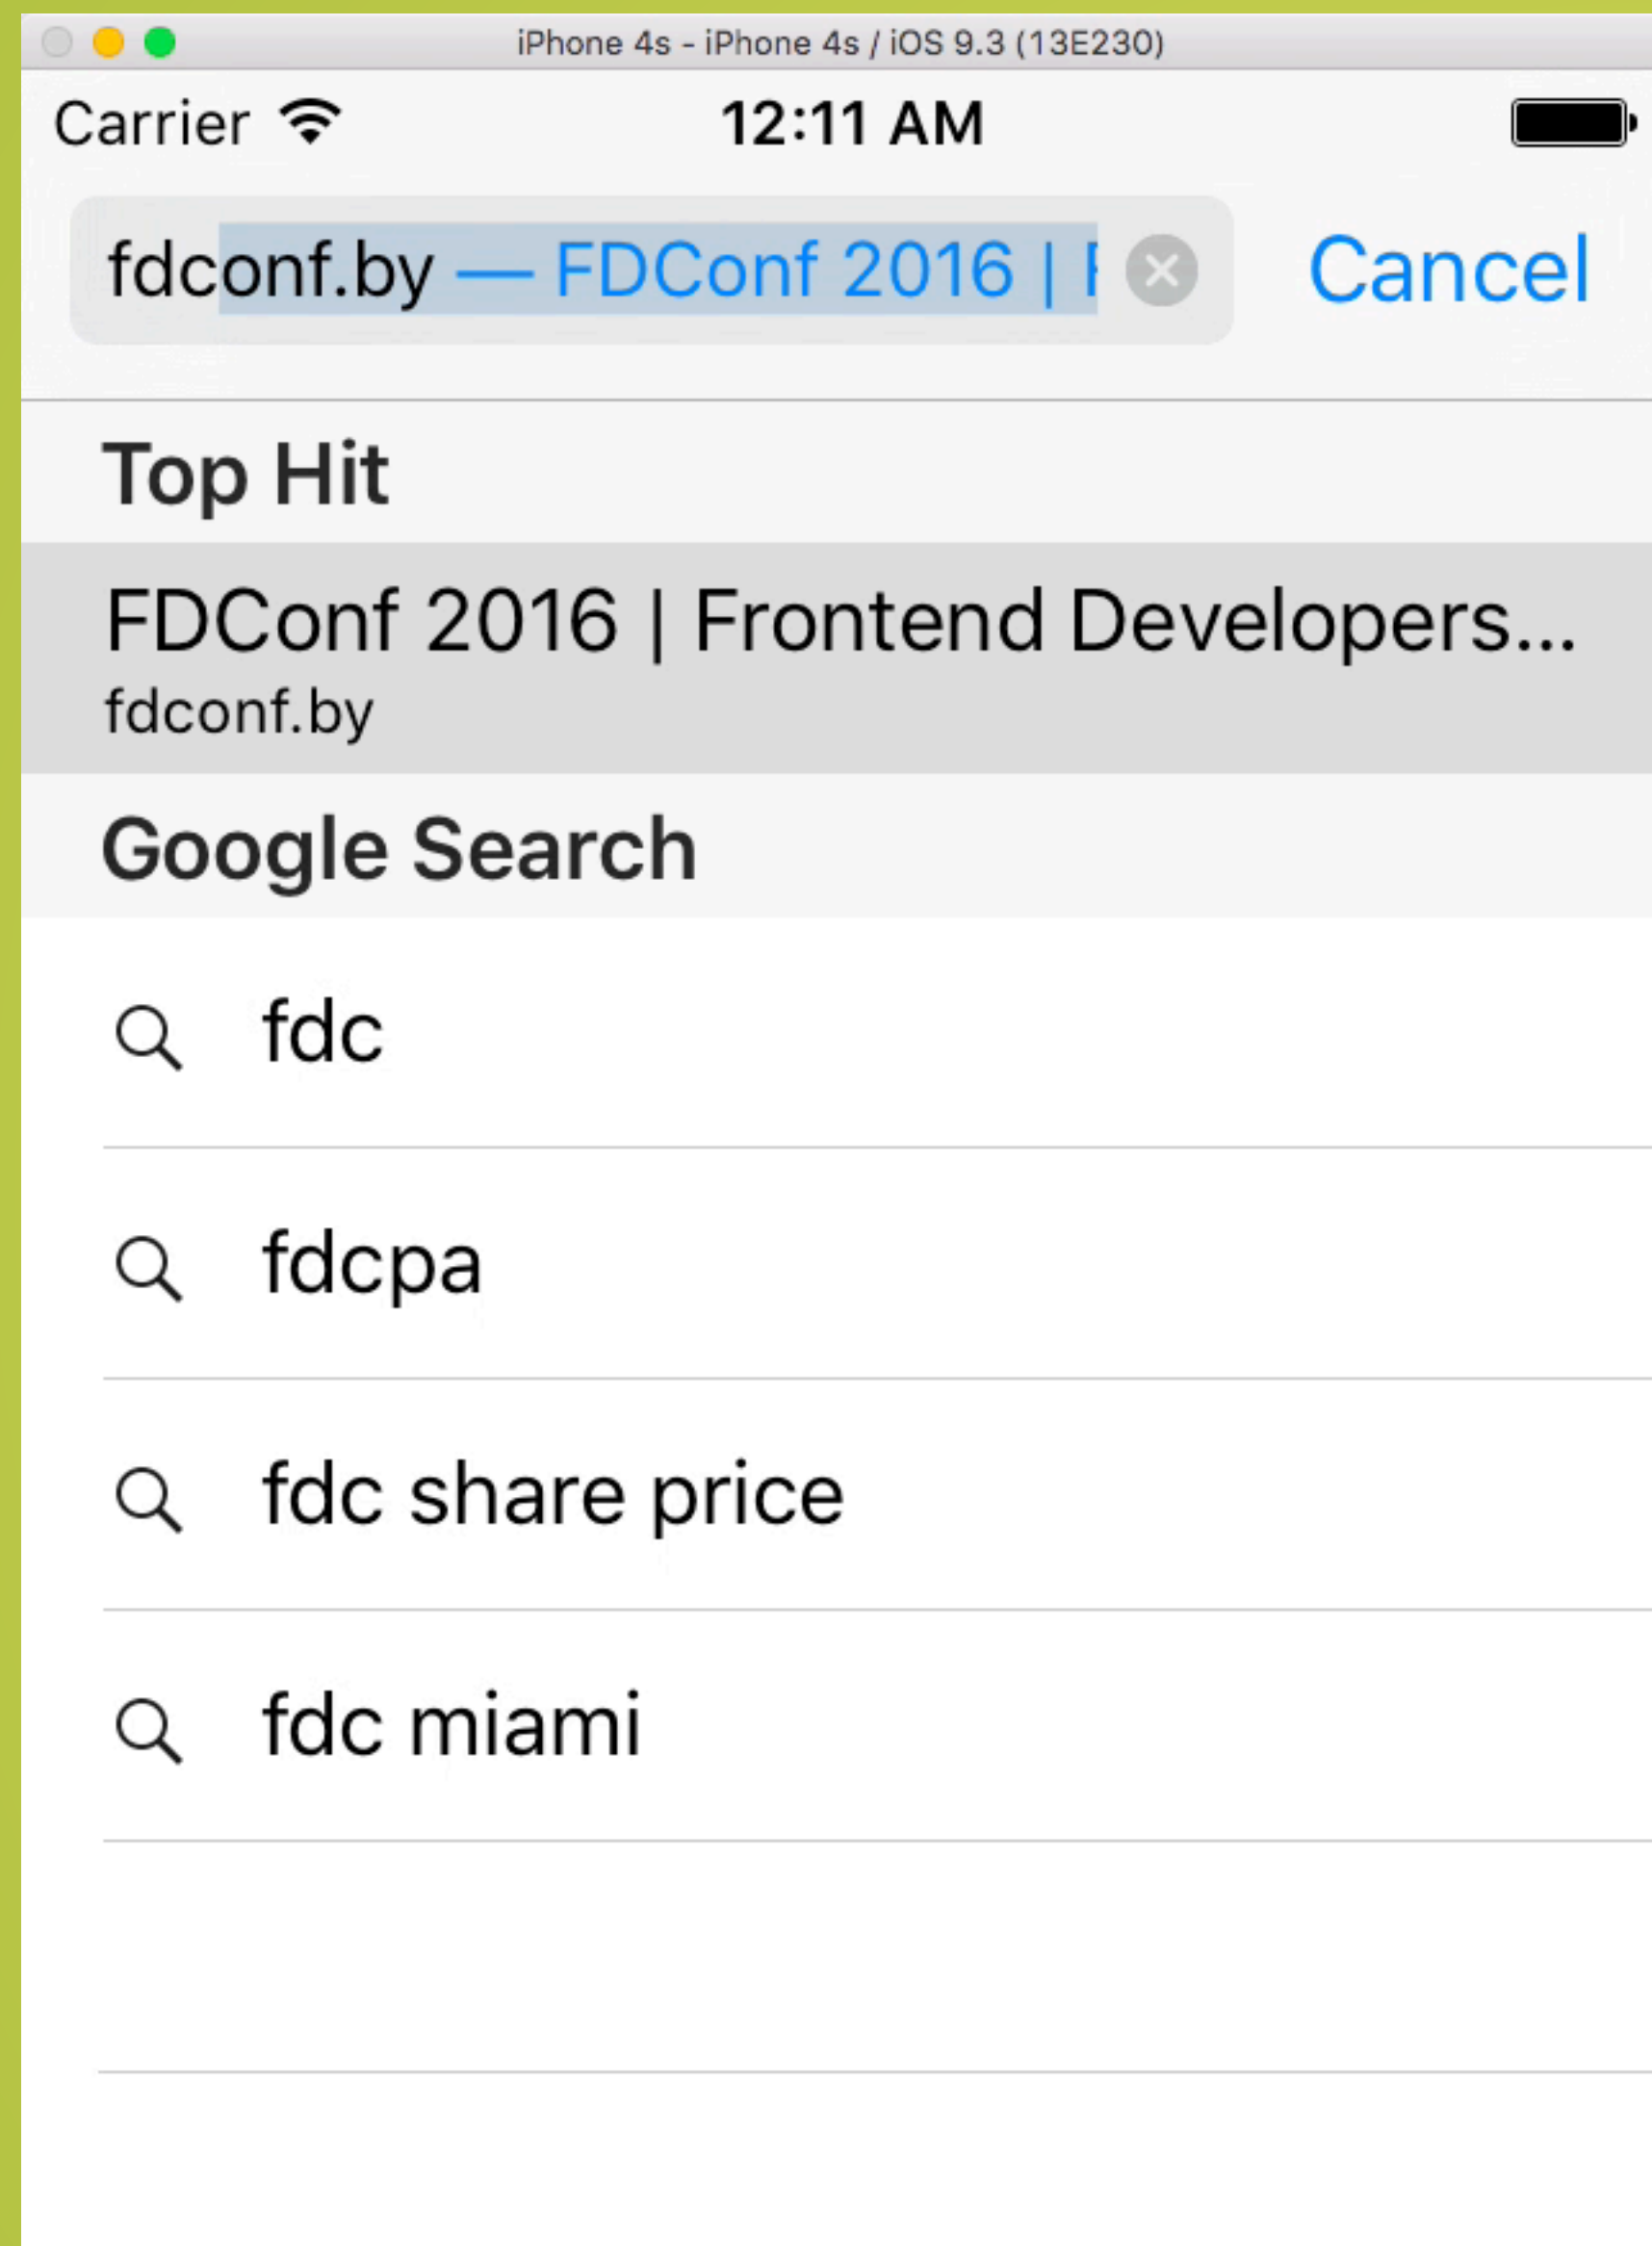 iPhone 4s - iPhone 4s / iOS 9.3 (13E230)
Carrier 12:11 AM
fdconf.by — FDConf 2016 | Cancel
Top Hit
FDConf 2016 | Frontend Developers...
fdconf.by
Google Search
fdc
fdcpa
fdc share price
fdc miami